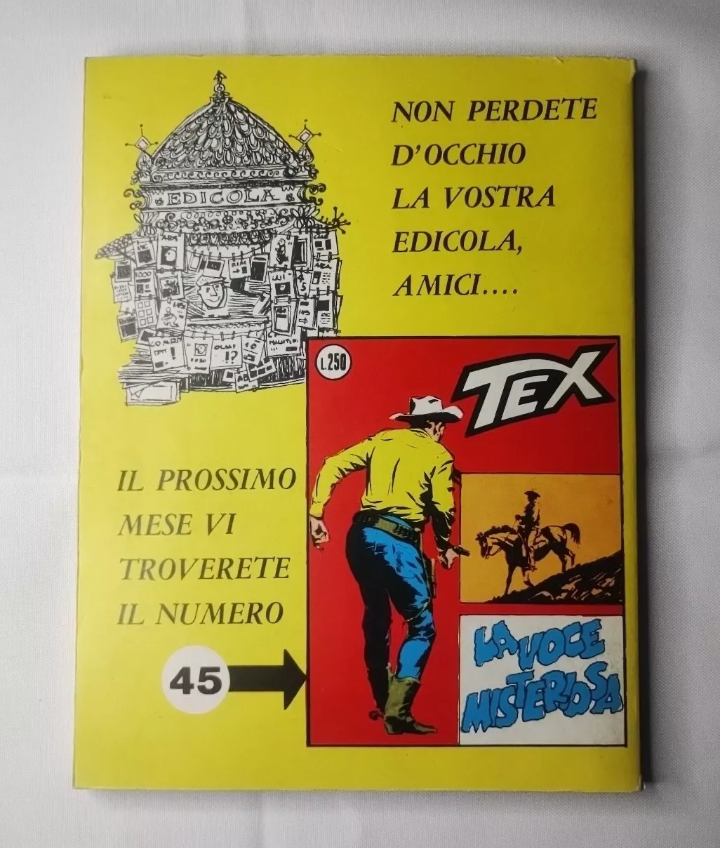 NON PERDETE
D'OCCHIO
LA VOSTRA
EDICOLA,
AMICI....
EDICOLA
IL PROSSIMO
MESE VI
TROVERETE
IL NUMERO
45
L.250
TEX
LA VOCE
MISTERIOSA